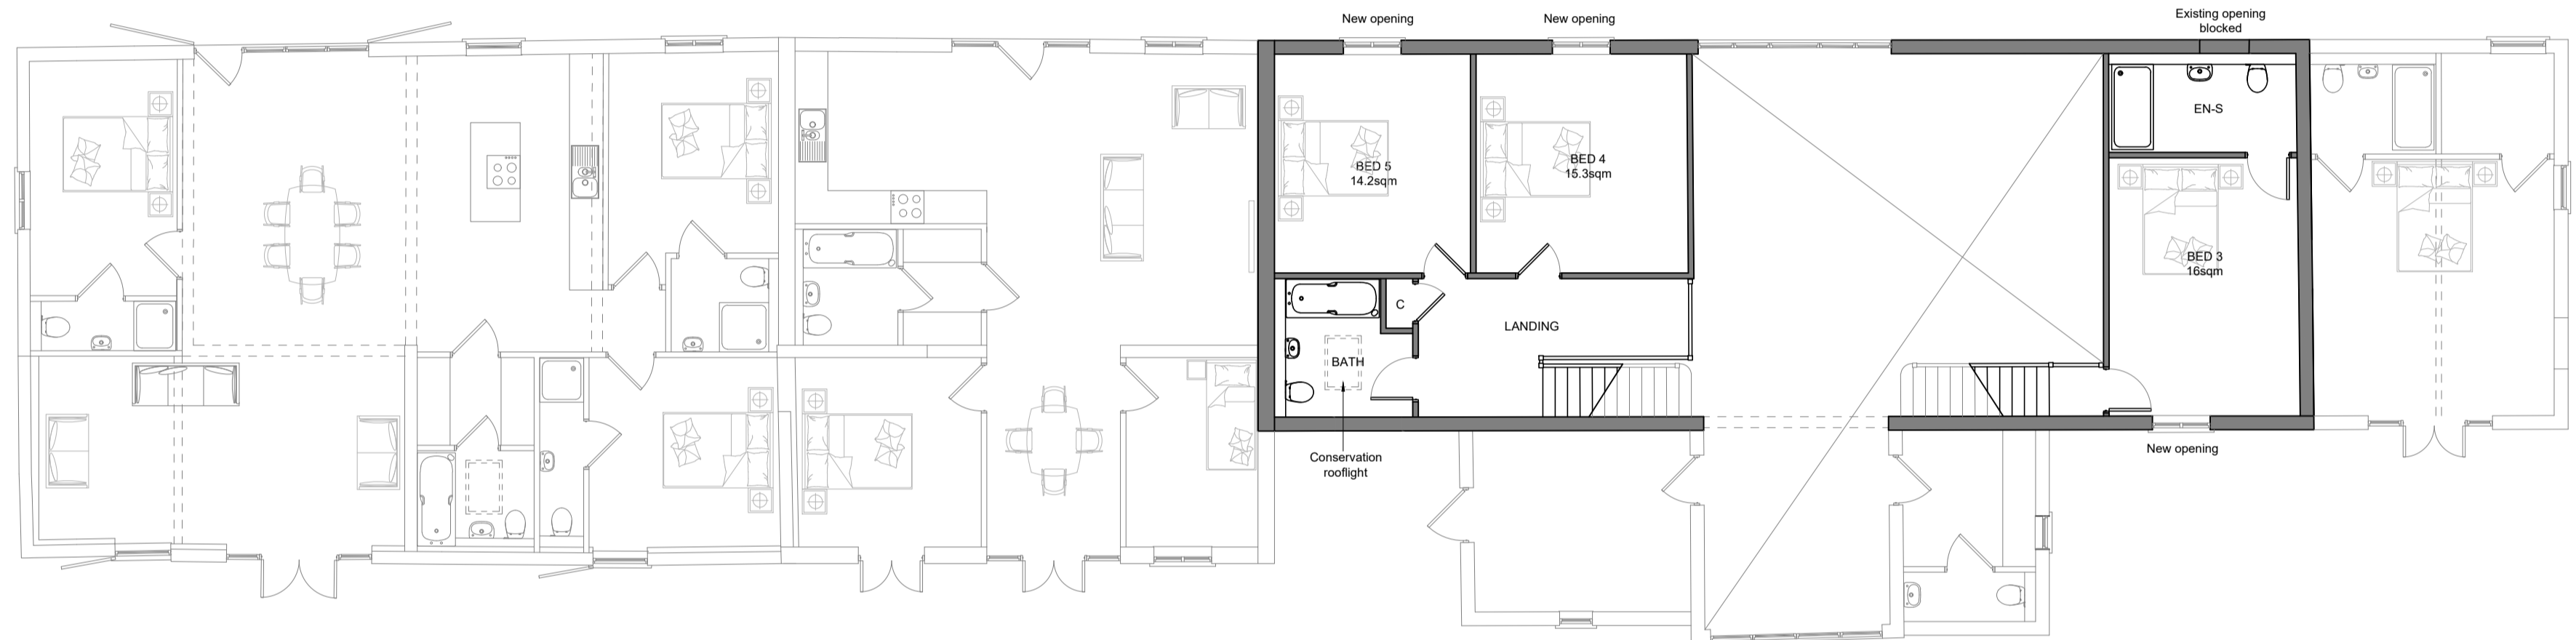 New opening
New opening
Existing opening
blocked
EN-S
BED 5
14.2sqm
BED 4
15.3sqm
BED 3
16sqm
C
LANDING
BATH
Conservation
rooflight
New opening